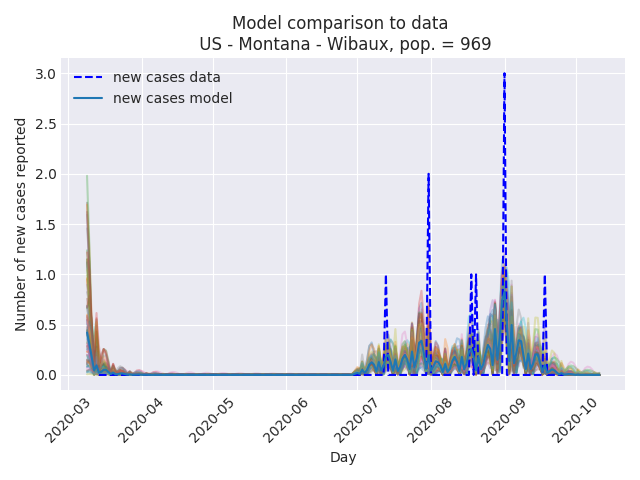 Model comparison to data
US - Montana - Wibaux, pop. = 969
new cases data
new cases model
Number of new cases reported
3.0
2.5
2.0
1.5
1.0
0.5
0.0
2020-03
2020-04
2020-05
2020-06
2020-07
2020-08
2020-09
2020-10
Day